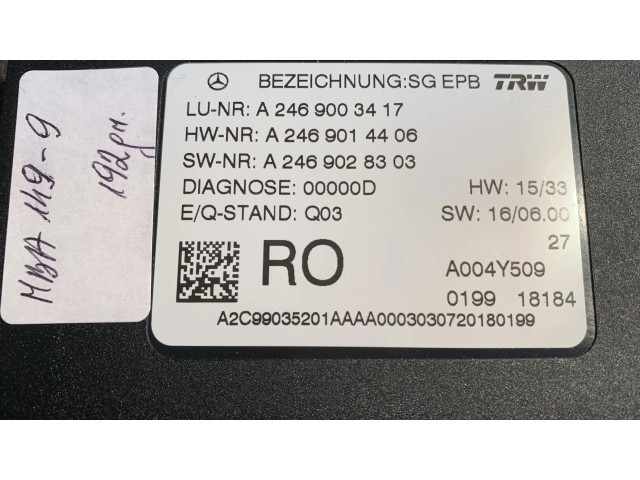 BEZEICHNUNG:SG EPB TRW
LU-NR: A 246 900 34 17
HW-NR: A 246 901 44 06
SW-NR: A 246 902 83 03
DIAGNOSE: 00000D HW: 15/33
E/Q-STAND: Q03 SW: 16/06.00
27
RO A004Y509
0199 18184
A2C99035201AAAA0003030720180199
МВА 119-9
192рм.